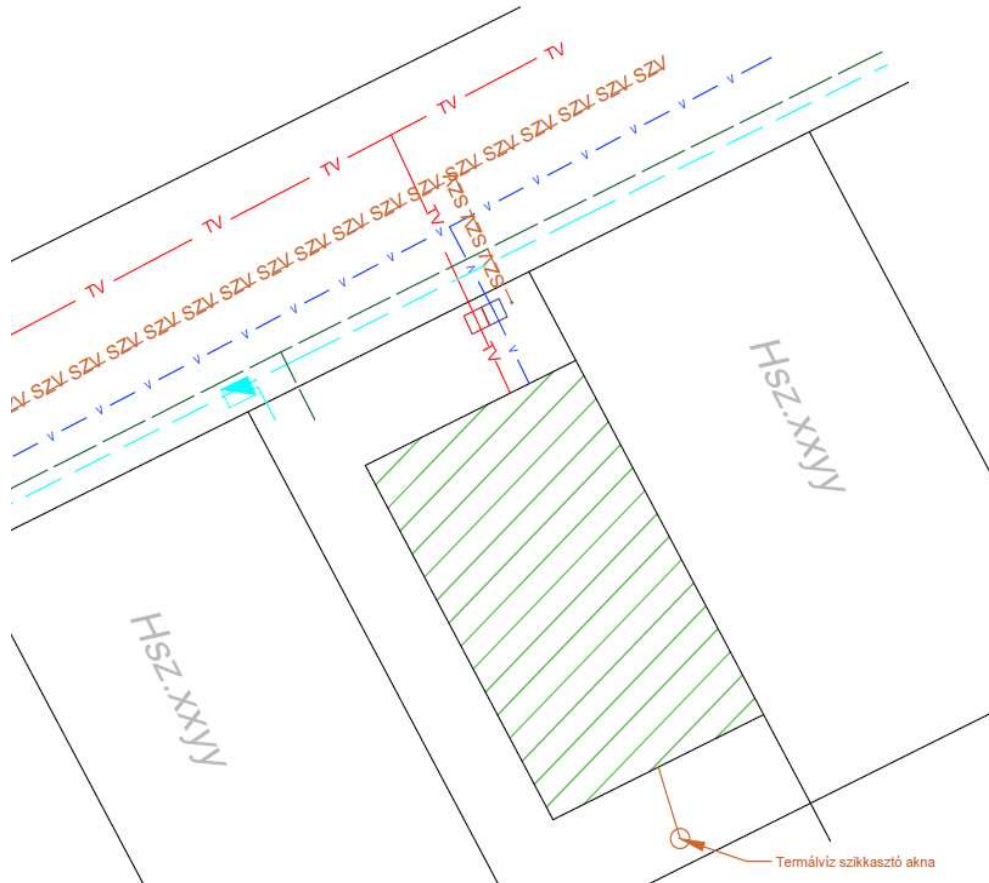 TV TV TV TV TV
SZV SZV SZV SZV SZV SZV SZV SZV SZV SZV SZV SZV SZV SZV SZV SZV SZV
V V V V V V V V V V V
TV
SZV SZV SZV
V
TV
V
Hsz.xxyy
Hsz.xxyy
Termálvíz szikkasztó akna